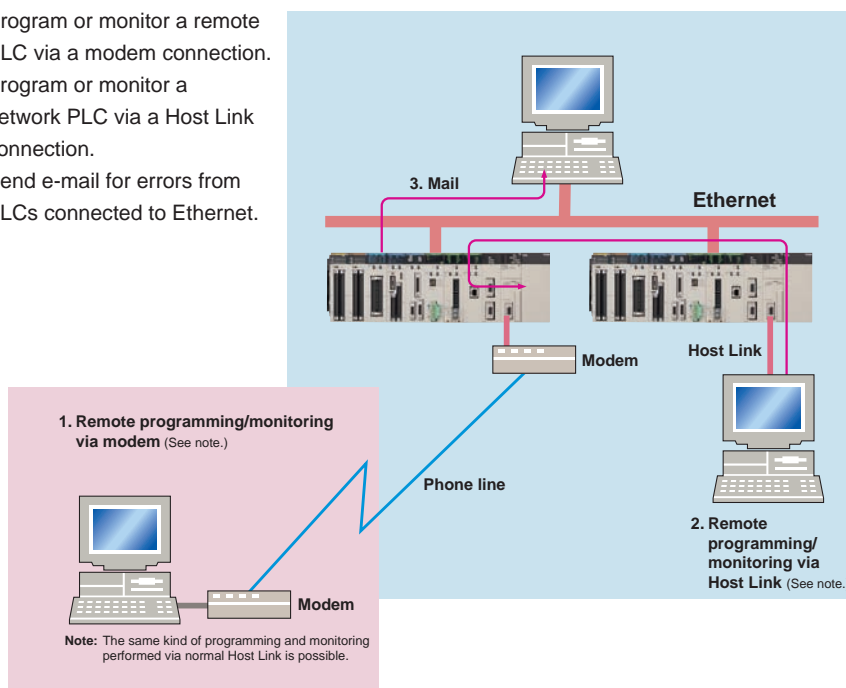 rogram or monitor a remote
LC via a modem connection.
rogram or monitor a
etwork PLC via a Host Link
onnection.
end e-mail for errors from
LCs connected to Ethernet.
3. Mail
Ethernet
Modem
Host Link
1. Remote programming/monitoring
via modem (See note.)
Phone line
2. Remote
programming/
monitoring via
Host Link (See note.
Modem
Note: The same kind of programming and monitoring
performed via normal Host Link is possible.